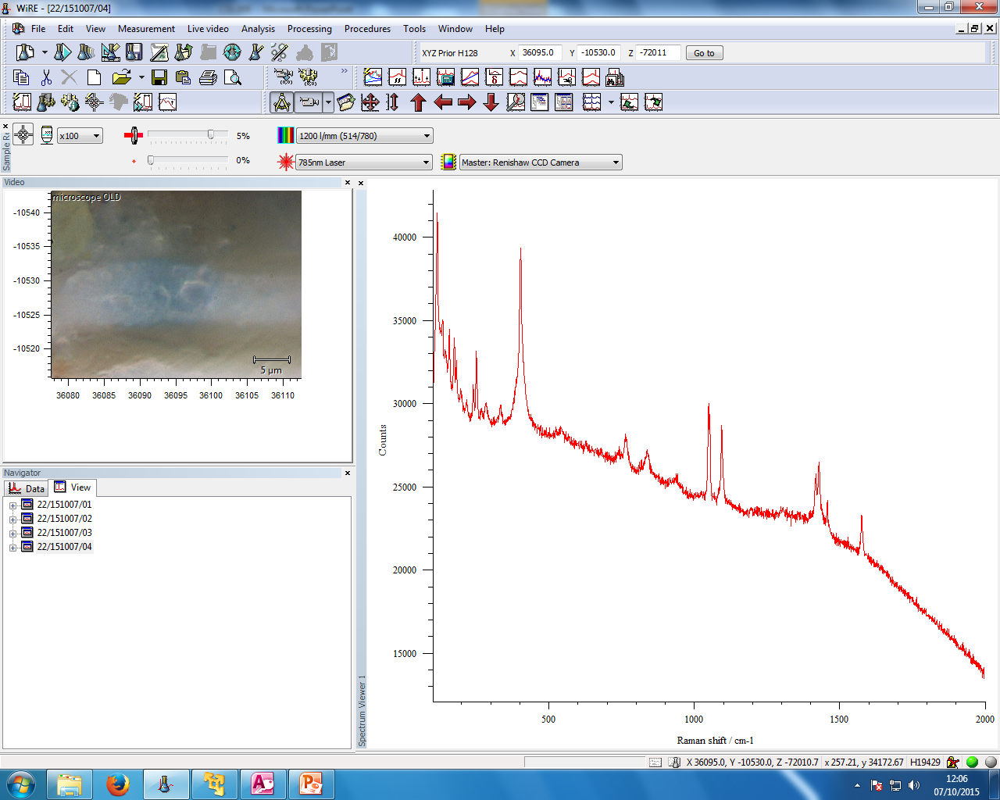 WiRE - [22/151007/04]
File Edit View Measurement Live video Analysis Processing Procedures Tools Window Help
XYZ Prior H128 X 36095.0 Y -10530.0 Z -72011 Go to
Sample Re
x100 5% 1200 l/mm (514/780)
0% 785nm Laser Master: Renishaw CCD Camera
Video
microscope OLD
-10540
-10535
-10530
-10525
-10520
5 µm
36080 36085 36090 36095 36100 36105 36110
Navigator
Data View
22/151007/01
22/151007/02
22/151007/03
22/151007/04
Spectrum Viewer 1
Counts
40000
35000
30000
25000
20000
15000
500 1000 1500 2000
Raman shift / cm-1
X 36095.0, Y -10530.0, Z -72010.7 x 257.21, y 34172.67 H19429
12:06
07/10/2015